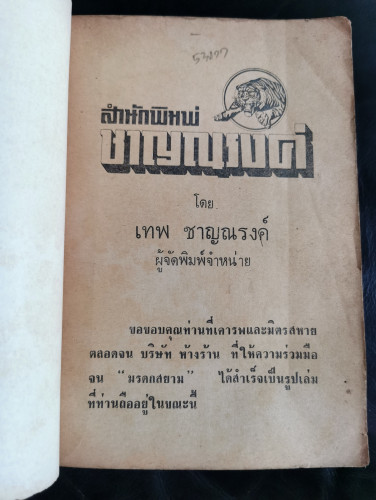 สำนักพิมพ์
ชาญณรงค์
โดย.
เทพ ชาญณรงค์
ผู้จัดพิมพ์จำหน่าย
ขอขอบคุณท่านที่เคารพและมิตรสหาย
ตลอดจน บริษัท ห้างร้าน ที่ให้ความร่วมมือ
จน "มรดกสยาม" ได้สำเร็จเป็นรูปเล่ม
ที่ท่านถืออยู่ในขณะนี้